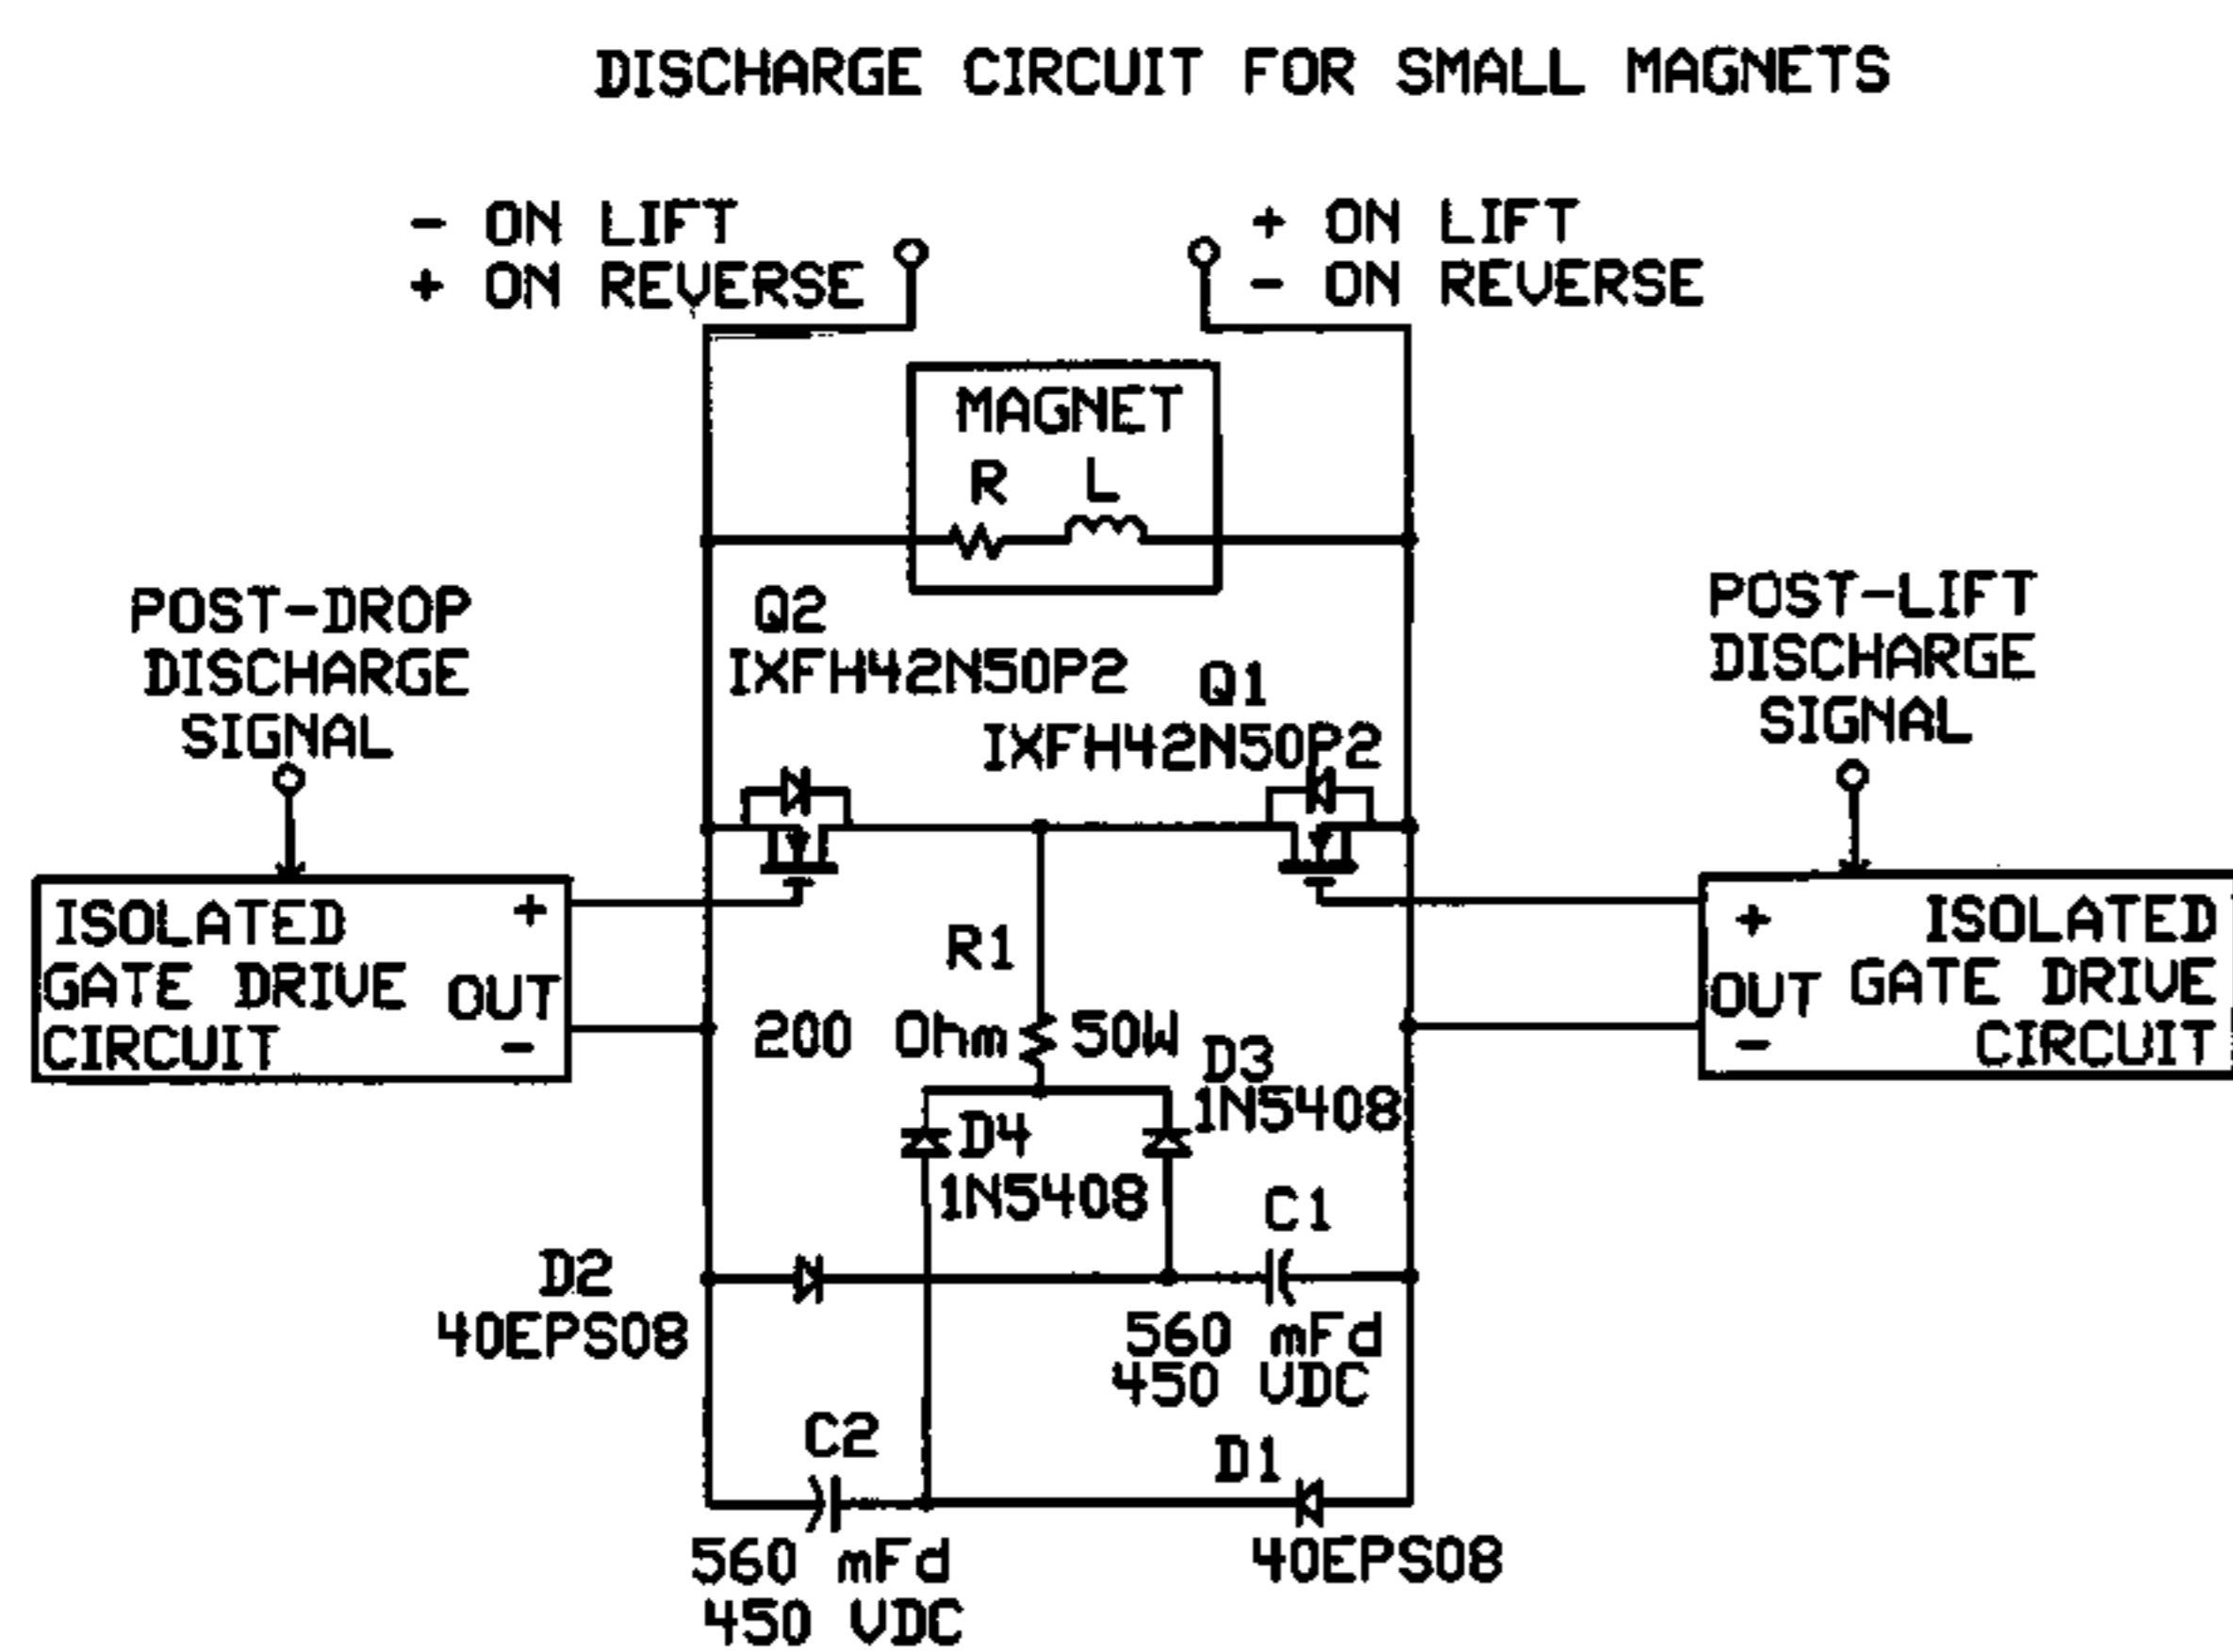 DISCHARGE CIRCUIT FOR SMALL MAGNETS
- ON LIFT
+ ON REVERSE
+ ON LIFT
- ON REVERSE
MAGNET
R L
POST-DROP
DISCHARGE
SIGNAL
Q2
IXFH42N50P2
Q1
IXFH42N50P2
POST-LIFT
DISCHARGE
SIGNAL
ISOLATED
GATE DRIVE
CIRCUIT
+
OUT
-
R1
200 Ohm 50W
+
OUT
-
ISOLATED
GATE DRIVE
CIRCUIT
D3
1N5408
D4
1N5408
C1
560 mFd
450 VDC
D2
40EPS08
C2
560 mFd
450 VDC
D1
40EPS08